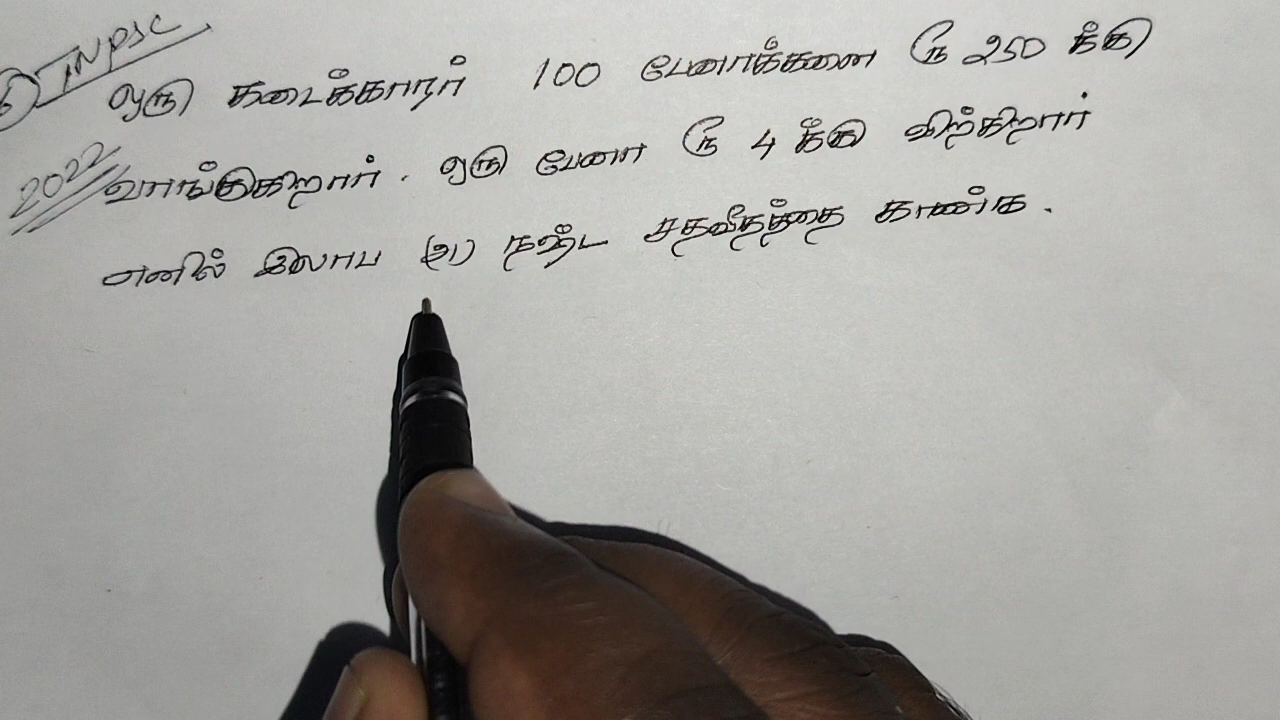 TNPSC
2022
ஒரு கடைக்காரர் 100 பேனாக்களை ரூ 250 க்கு
வாங்குகிறார். ஒரு பேனா ரூ 4 க்கு விற்கிறார்
எனில் இலாப (அ) நஷ்ட சதவீதத்தை காண்க.